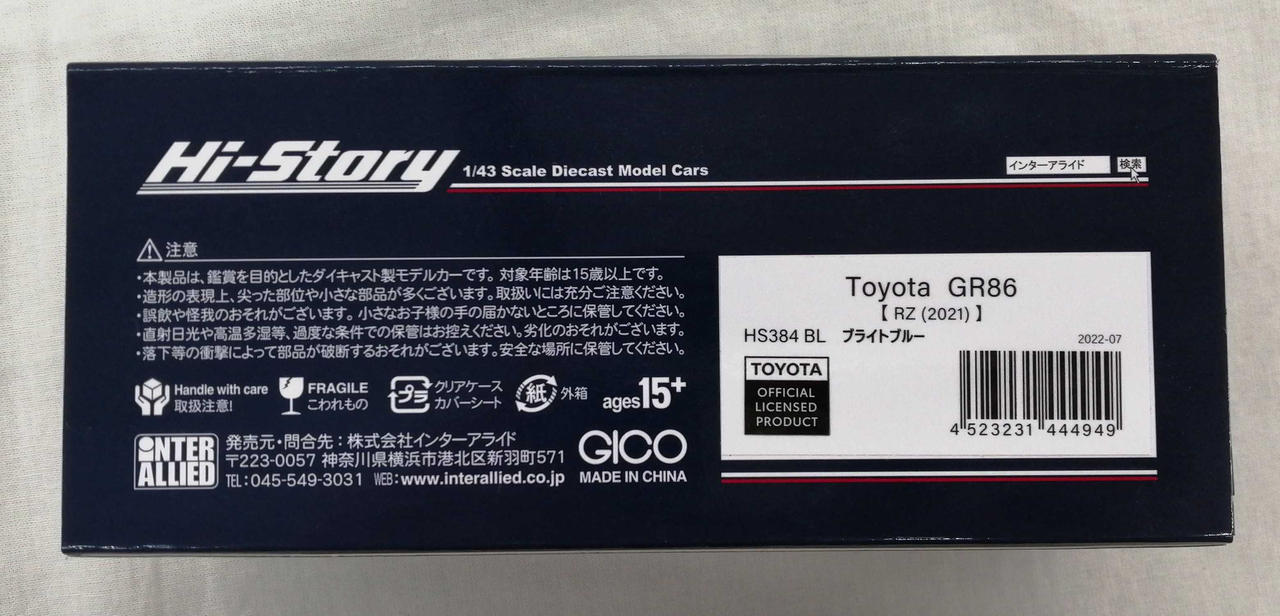 Hi-Story
1/43 Scale Diecast Model Cars
インターアライド 検索
注意
・本製品は、鑑賞を目的としたダイキャスト製モデルカーです。対象年齢は15歳以上です。
・造形の表現上、尖った部位や小さな部品が多くございます。取扱いには充分ご注意ください。
・誤飲や怪我のおそれがございます。小さなお子様の手の届かないところに保管してください。
・直射日光や高温多湿等、過度な条件での保管はお控えください。劣化のおそれがございます。
・落下等の衝撃によって部品が破断するおそれがございます。安全な場所に保管してください。
Handle with care
取扱注意!
FRAGILE
こわれもの
プラ
クリアケース
カバーシート
紙 外箱
ages15+
INTER
ALLIED
発売元・問合先：株式会社インターアライド
〒223-0057 神奈川県横浜市港北区新羽町571
TEL：045-549-3031 WEB：www.interallied.co.jp
GICO
MADE IN CHINA
Toyota GR86
【 RZ (2021) 】
HS384 BL ブライトブルー
2022-07
TOYOTA
OFFICIAL
LICENSED
PRODUCT
4 523231 444949